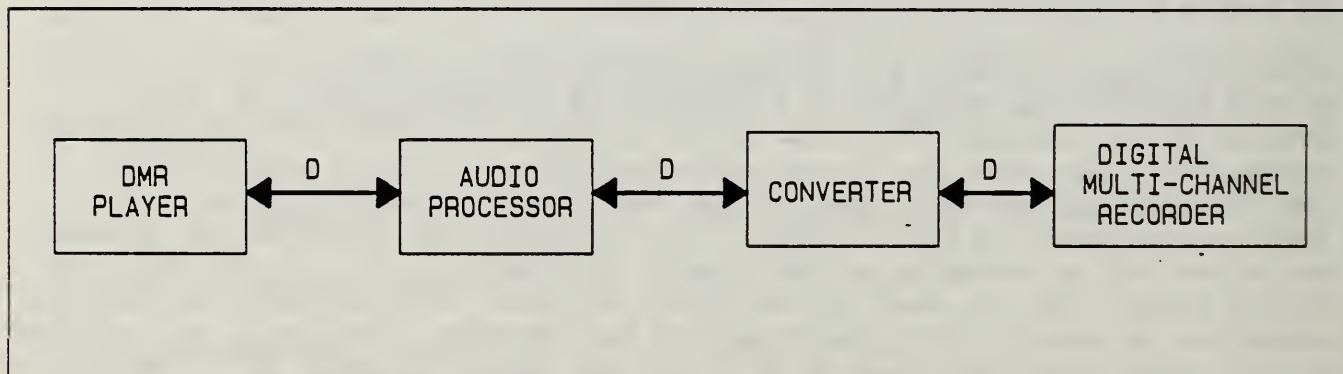 DMR
PLAYER
D
AUDIO
PROCESSOR
D
CONVERTER
D
DIGITAL
MULTI-CHANNEL
RECORDER